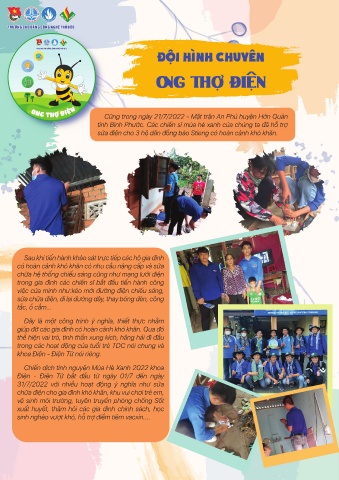 TRƯỜNG CAO ĐẲNG CÔNG NGHỆ THỦ ĐỨC
ONG THỢ ĐIỆN
ĐỘI HÌNH CHUYÊN
ONG THỢ ĐIỆN
Cũng trong ngày 21/7/2022 - Mặt trận An Phú huyện Hớn Quản
tỉnh Bình Phước. Các chiến sĩ mùa hè xanh của chúng ta đã hỗ trợ
sửa điện cho 3 hộ dân đồng bào Stieng có hoàn cảnh khó khăn.
Sau khi tiến hành khảo sát trực tiếp các hộ gia đình
có hoàn cảnh khó khăn có nhu cầu nâng cấp và sửa
chữa hệ thống chiếu sáng cũng như mạng lưới điện
trong gia đình các chiến sĩ bắt đầu tiến hành công
việc của mình như:kéo mới đường điện chiếu sáng,
sửa chữa điện, đi lại đường dây, thay bóng đèn, công
tắc, ổ cắm...
Đây là một công trình ý nghĩa, thiết thực nhằm
giúp đỡ các gia đình có hoàn cảnh khó khăn. Qua đó
thể hiện vai trò, tinh thần xung kích, hăng hái đi đầu
trong các hoạt động của tuổi trẻ TDC nói chung và
khoa Điện - Điện Tử nói riêng.
Chiến dịch tình nguyện Mùa Hè Xanh 2022 khoa
Điện - Điện Tử bắt đầu từ ngày 01/7 đến ngày
31/7/2022 với nhiều hoạt động ý nghĩa như sửa
chữa điện cho gia đình khó khăn, khu vui chơi trẻ em,
vệ sinh môi trường, tuyên truyền phòng chống Sốt
xuất huyết, thăm hỏi các gia đình chính sách, học
sinh nghèo vượt khó, hỗ trợ điểm tiêm vacxin....